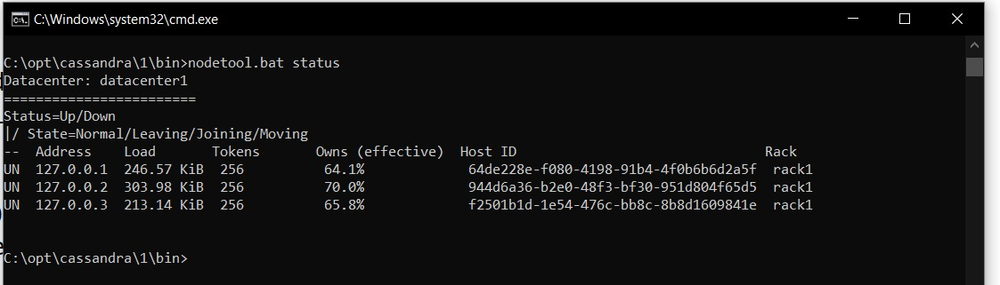 C:\Windows\system32\cmd.exe
C:\opt\cassandra\1\bin>nodetool.bat status
Datacenter: datacenter1
========================
Status=Up/Down
|/ State=Normal/Leaving/Joining/Moving
--  Address    Load       Tokens       Owns (effective)  Host ID                               Rack
UN  127.0.0.1  246.57 KiB  256          64.1%             64de228e-f080-4198-91b4-4f0b6b6d2a5f  rack1
UN  127.0.0.2  303.98 KiB  256          70.0%             944d6a36-b2e0-48f3-bf30-951d804f65d5  rack1
UN  127.0.0.3  213.14 KiB  256          65.8%             f2501b1d-1e54-476c-bb8c-8b8d1609841e  rack1
C:\opt\cassandra\1\bin>